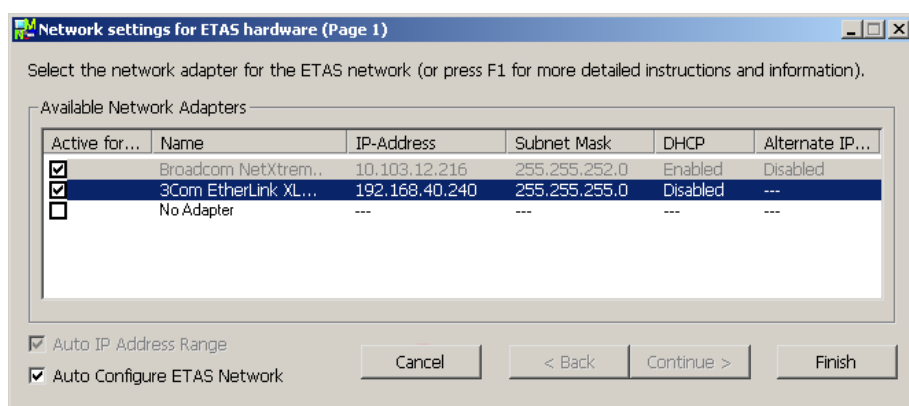 Network settings for ETAS hardware (Page 1)
Select the network adapter for the ETAS network (or press F1 for more detailed instructions and information).
Available Network Adapters
Active for... Name IP-Address Subnet Mask DHCP Alternate IP...
Broadcom NetXtrem... 10.103.12.216 255.255.252.0 Enabled Disabled
3Com EtherLink XL... 192.168.40.240 255.255.255.0 Disabled ---
No Adapter --- --- --- ---
Auto IP Address Range
Auto Configure ETAS Network
Cancel < Back Continue > Finish